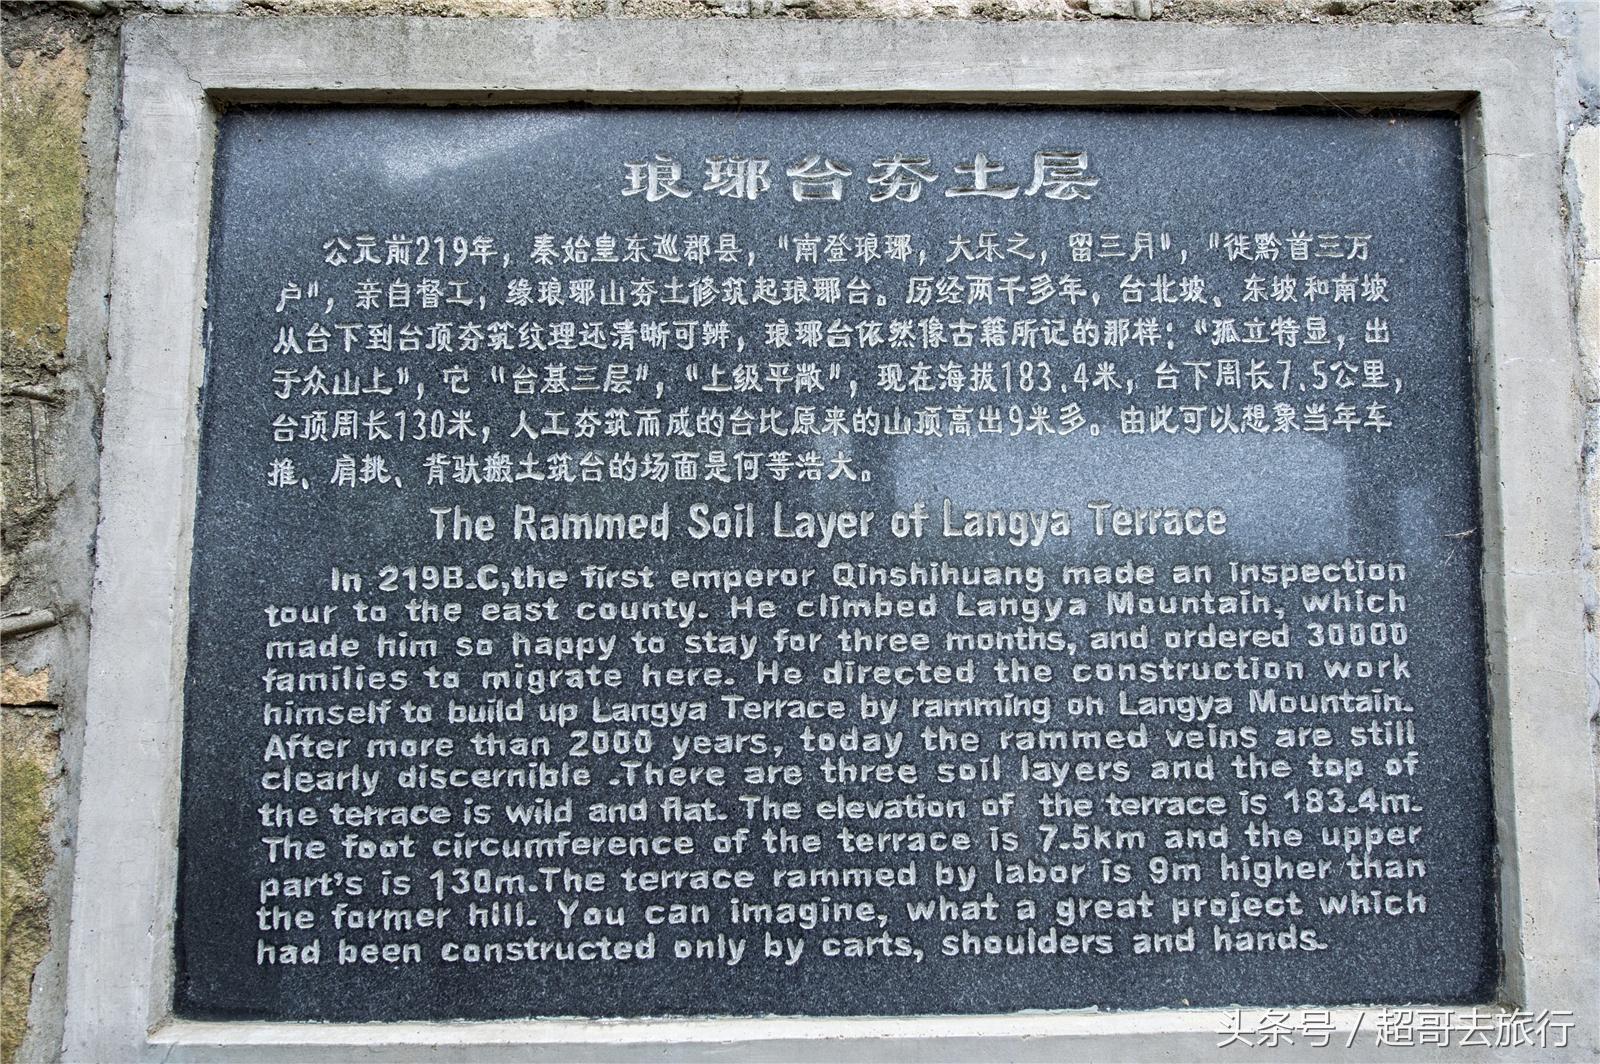 琅琊台夯土层
公元前219年，秦始皇东巡郡县，“南登琅琊，大乐之，留三月”，“徙黔首三万
户”，亲自督工，缘琅琊山夯土修筑起琅琊台。历经两千多年，台北坡、东坡和南坡
从台下到台顶夯筑纹理还清晰可辨，琅琊台依然像古籍所记的那样：“孤立特显，出
于众山上”，它“台基三层”，“上级平敞”，现在海拔183.4米，台下周长7.5公里，
台顶周长130米，人工夯筑而成的台比原来的山顶高出9米多。由此可以想象当年车
推、肩挑、背驮搬土筑台的场面是何等浩大。
The Rammed Soil Layer of Langya Terrace
In 219B.C,the first emperor Qinshihuang made an inspection
tour to the east county. He climbed Langya Mountain, which
made him so happy to stay for three months, and ordered 30000
families to migrate here. He directed the construction work
himself to build up Langya Terrace by ramming on Langya Mountain.
After more than 2000 years, today the rammed veins are still
clearly discernible .There are three soil layers and the top of
the terrace is wild and flat. The elevation of the terrace is 183.4m.
The foot circumference of the terrace is 7.5km and the upper
part's is 130m.The terrace rammed by labor is 9m higher than
the former hill. You can imagine, what a great project which
had been constructed only by carts, shoulders and hands.
头条号 / 超哥去旅行